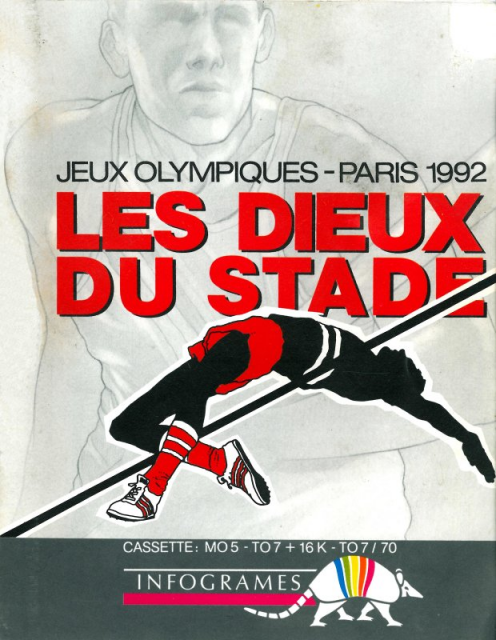 JEUX OLYMPIQUES - PARIS 1992
LES DIEUX
DU STADE
CASSETTE: MO 5 - TO 7 + 16 K - TO 7 / 70
INFOGRAMES